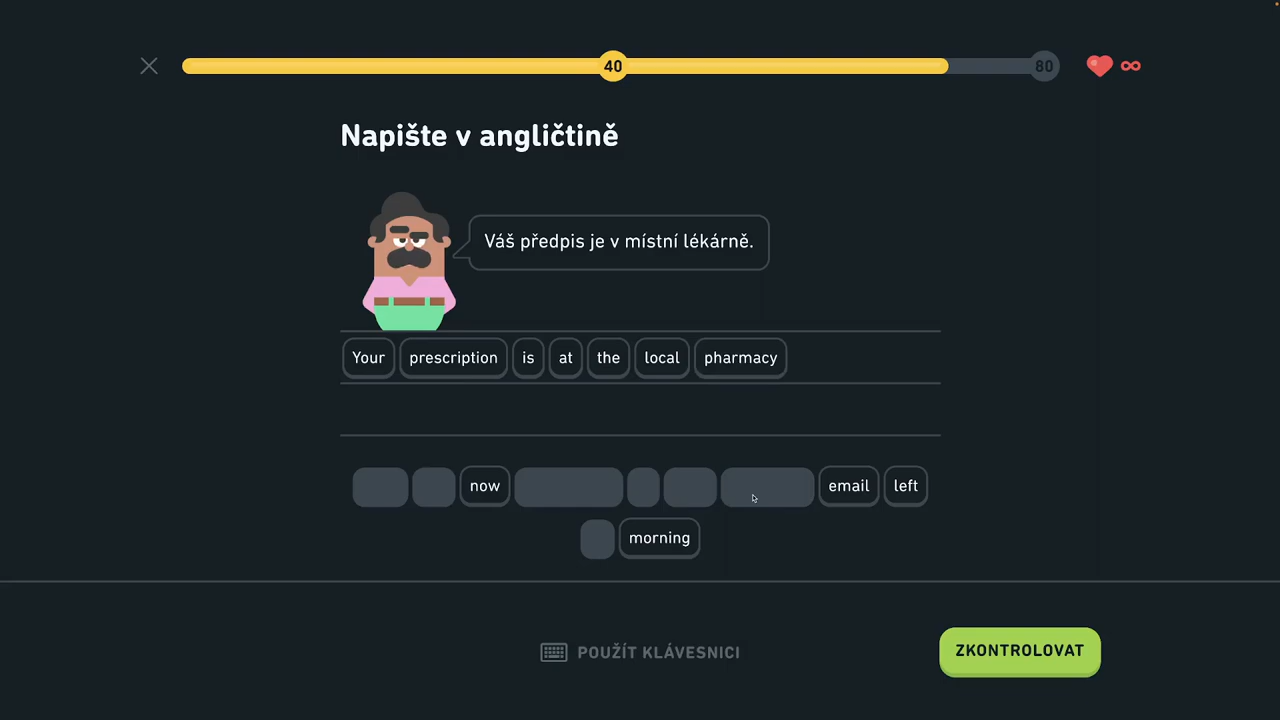 40
80
∞
Napište v angličtině
Váš předpis je v místní lékárně.
Your prescription is at the local pharmacy
now email left
morning
POUŽÍT KLÁVESNICI
ZKONTROLOVAT